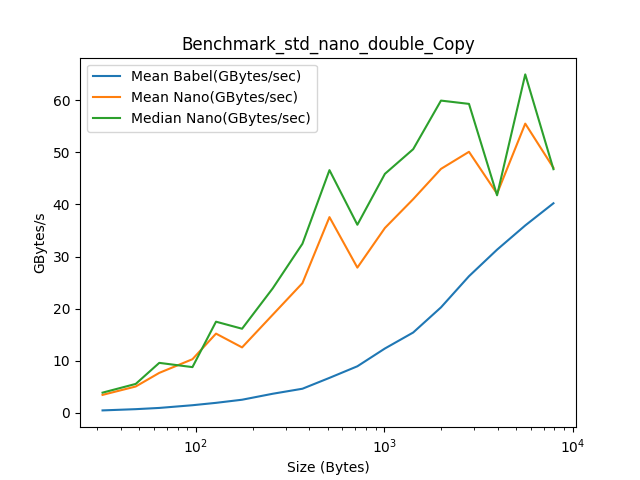 Benchmark_std_nano_double_Copy
Mean Babel(GBytes/sec)
Mean Nano(GBytes/sec)
Median Nano(GBytes/sec)
60
50
40
30
20
10
0
GBytes/s
10² 10³ 10⁴
Size (Bytes)